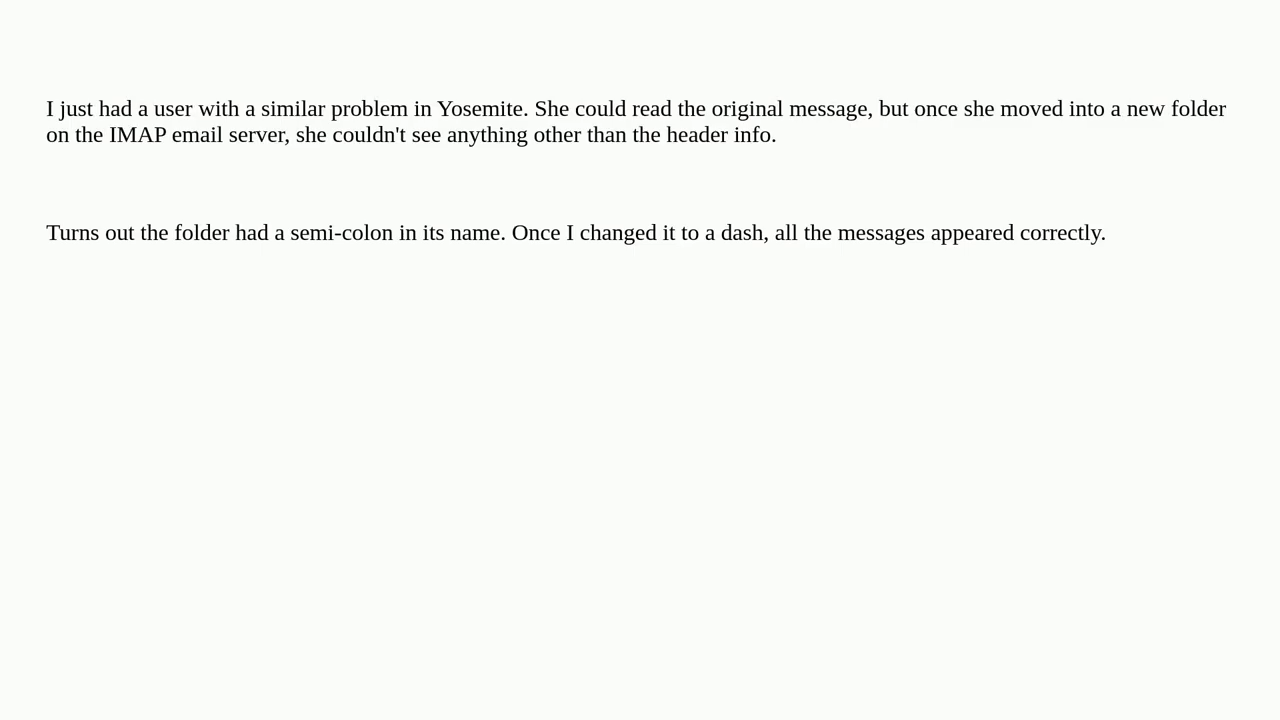 I just had a user with a similar problem in Yosemite. She could read the original message, but once she moved into a new folder
on the IMAP email server, she couldn't see anything other than the header info.
Turns out the folder had a semi-colon in its name. Once I changed it to a dash, all the messages appeared correctly.